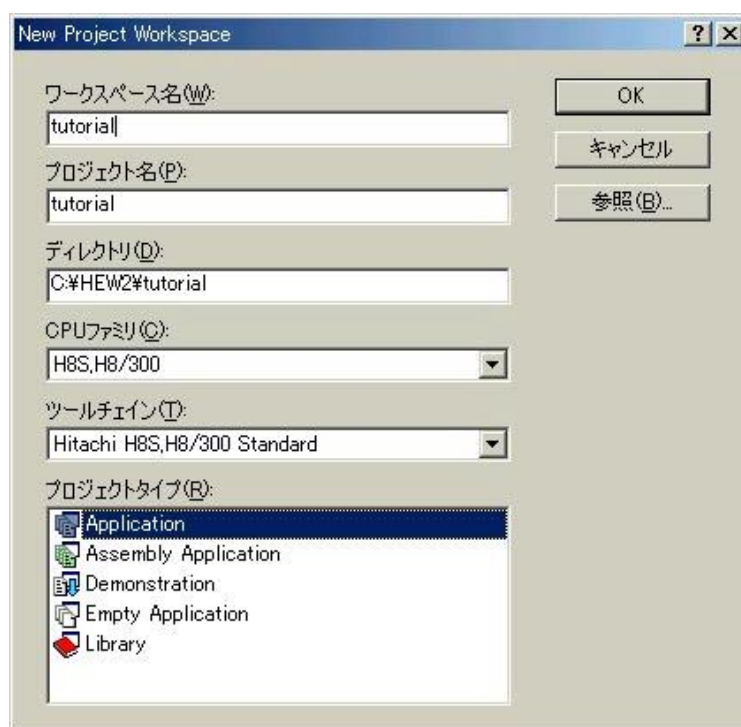 New Project Workspace
ワークスペース名(W):
tutorial
プロジェクト名(P):
tutorial
ディレクトリ(D):
C:¥HEW2¥tutorial
CPUファミリ(C):
H8S,H8/300
ツールチェイン(T):
Hitachi H8S,H8/300 Standard
プロジェクトタイプ(R):
Application
Assembly Application
Demonstration
Empty Application
Library
OK
キャンセル
参照(B)...